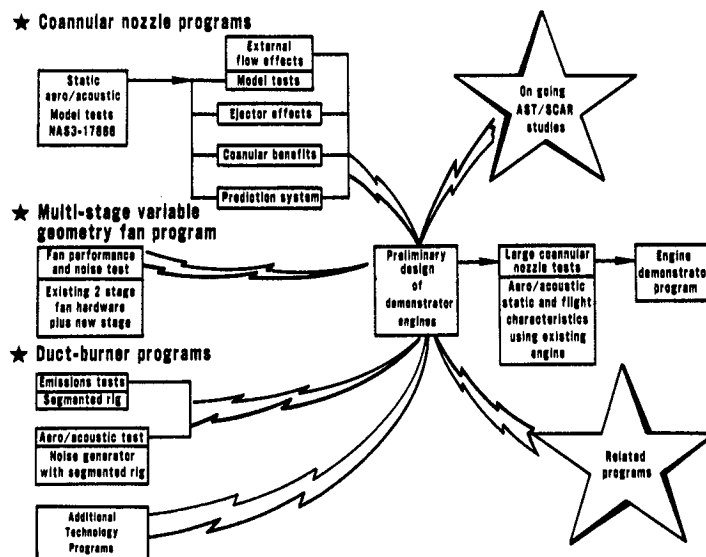 ★ Coannular nozzle programs
Static
aero/acoustic
Model tests
NAS3-17866
External
flow effects
Model tests
Ejector effects
Coannular benefits
Prediction system
On going
AST/SCAR
studies
★ Multi-stage variable
geometry fan program
Fan performance
and noise test
Existing 2 stage
fan hardware
plus new stage
Preliminary
design
of
demonstrator
engines
Large coannular
nozzle tests
Aero/acoustic
static and flight
characteristics
using existing
engine
Engine
demonstrator
program
★ Duct-burner programs
Emissions tests
Segmented rig
Aero/acoustic test
Noise generator
with segmented rig
Additional
Technology
Programs
Related
programs